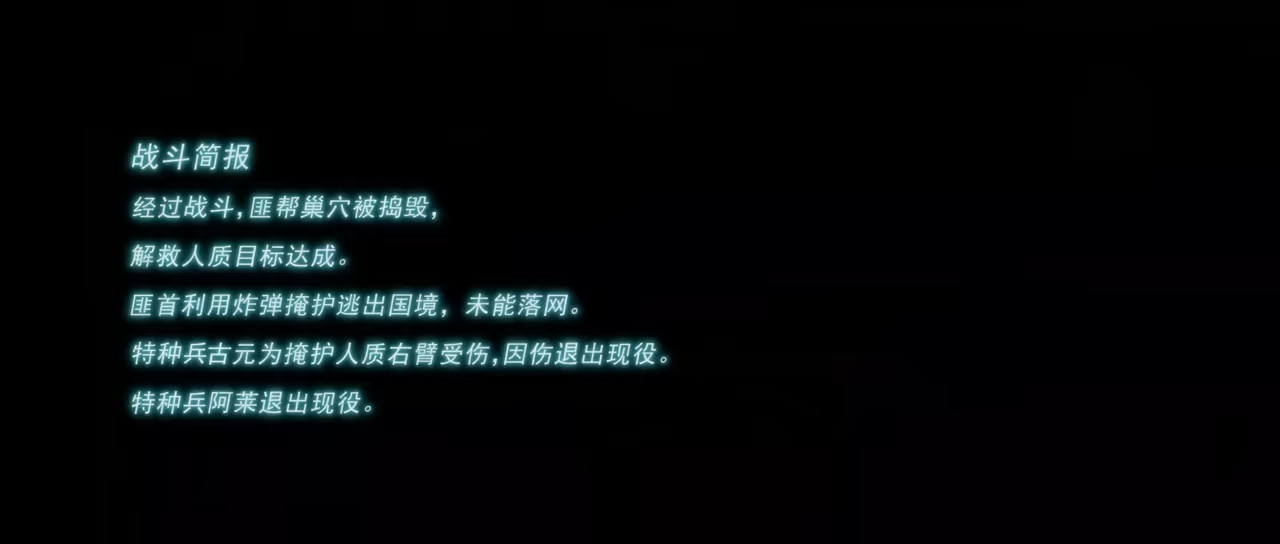 战斗简报
经过战斗,匪帮巢穴被捣毁,
解救人质目标达成。
匪首利用炸弹掩护逃出国境，未能落网。
特种兵古元为掩护人质右臂受伤,因伤退出现役。
特种兵阿莱退出现役。